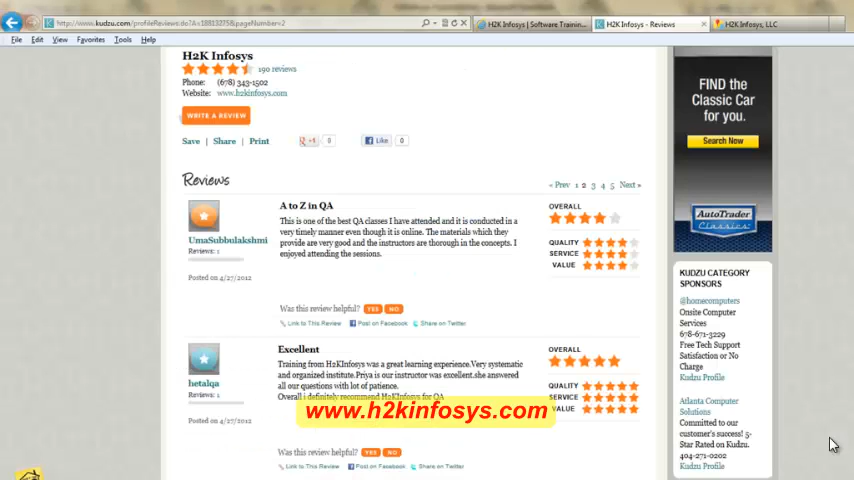 http://www.kudzu.com/profileReviews.do?
H2K Infosys | Software Trainin...
H2K Infosys - Reviews
H2K Infosys, LLC
File Edit View Favorites Tools Help
H2K Infosys
190 reviews
Phone: (678) 343-1502
Website: www.h2kinfosys.com
WRITE A REVIEW
Save | Share | Print
+1 0
Like 0
Reviews
« Prev 1 2 3 4 5 Next »
A to Z in QA
This is one of the best QA classes I have attended and it is conducted in a
very timely manner even though it is online. The materials which they
provide are very good and the instructors are thorough in the concepts. I
enjoyed attending the sessions.
UmaSubbulakshmi
Reviews: 1
Posted on 4/27/2012
OVERALL
QUALITY
SERVICE
VALUE
Was this review helpful? YES NO
Link to This Review Post on Facebook Share on Twitter
Excellent
Training from H2KInfosys was a great learning experience.Very systematic
and organized institute.Priya is our instructor was excellent.she answered
all our questions with lot of patience.
Overall i definitely recommend H2KInfosys for QA
hetalqa
Reviews: 1
Posted on 4/27/2012
OVERALL
QUALITY
SERVICE
VALUE
www.h2kinfosys.com
Was this review helpful? YES NO
Link to This Review Post on Facebook Share on Twitter
FIND the
Classic Car
for you.
Search Now
AutoTrader
Classics
KUDZU CATEGORY
SPONSORS
@homecomputers
Onsite Computer
Services
678-671-3229
Free Tech Support
Satisfaction or No
Charge
Kudzu Profile
Atlanta Computer
Solutions
Committed to our
customer's success! 5-
Star Rated on Kudzu.
404-271-0202
Kudzu Profile